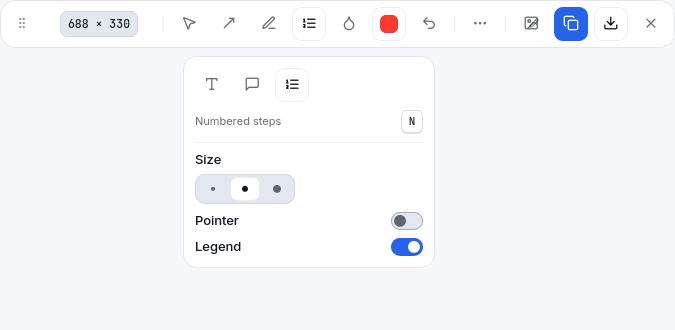 688 × 330
Numbered steps
N
Size
Pointer
Legend